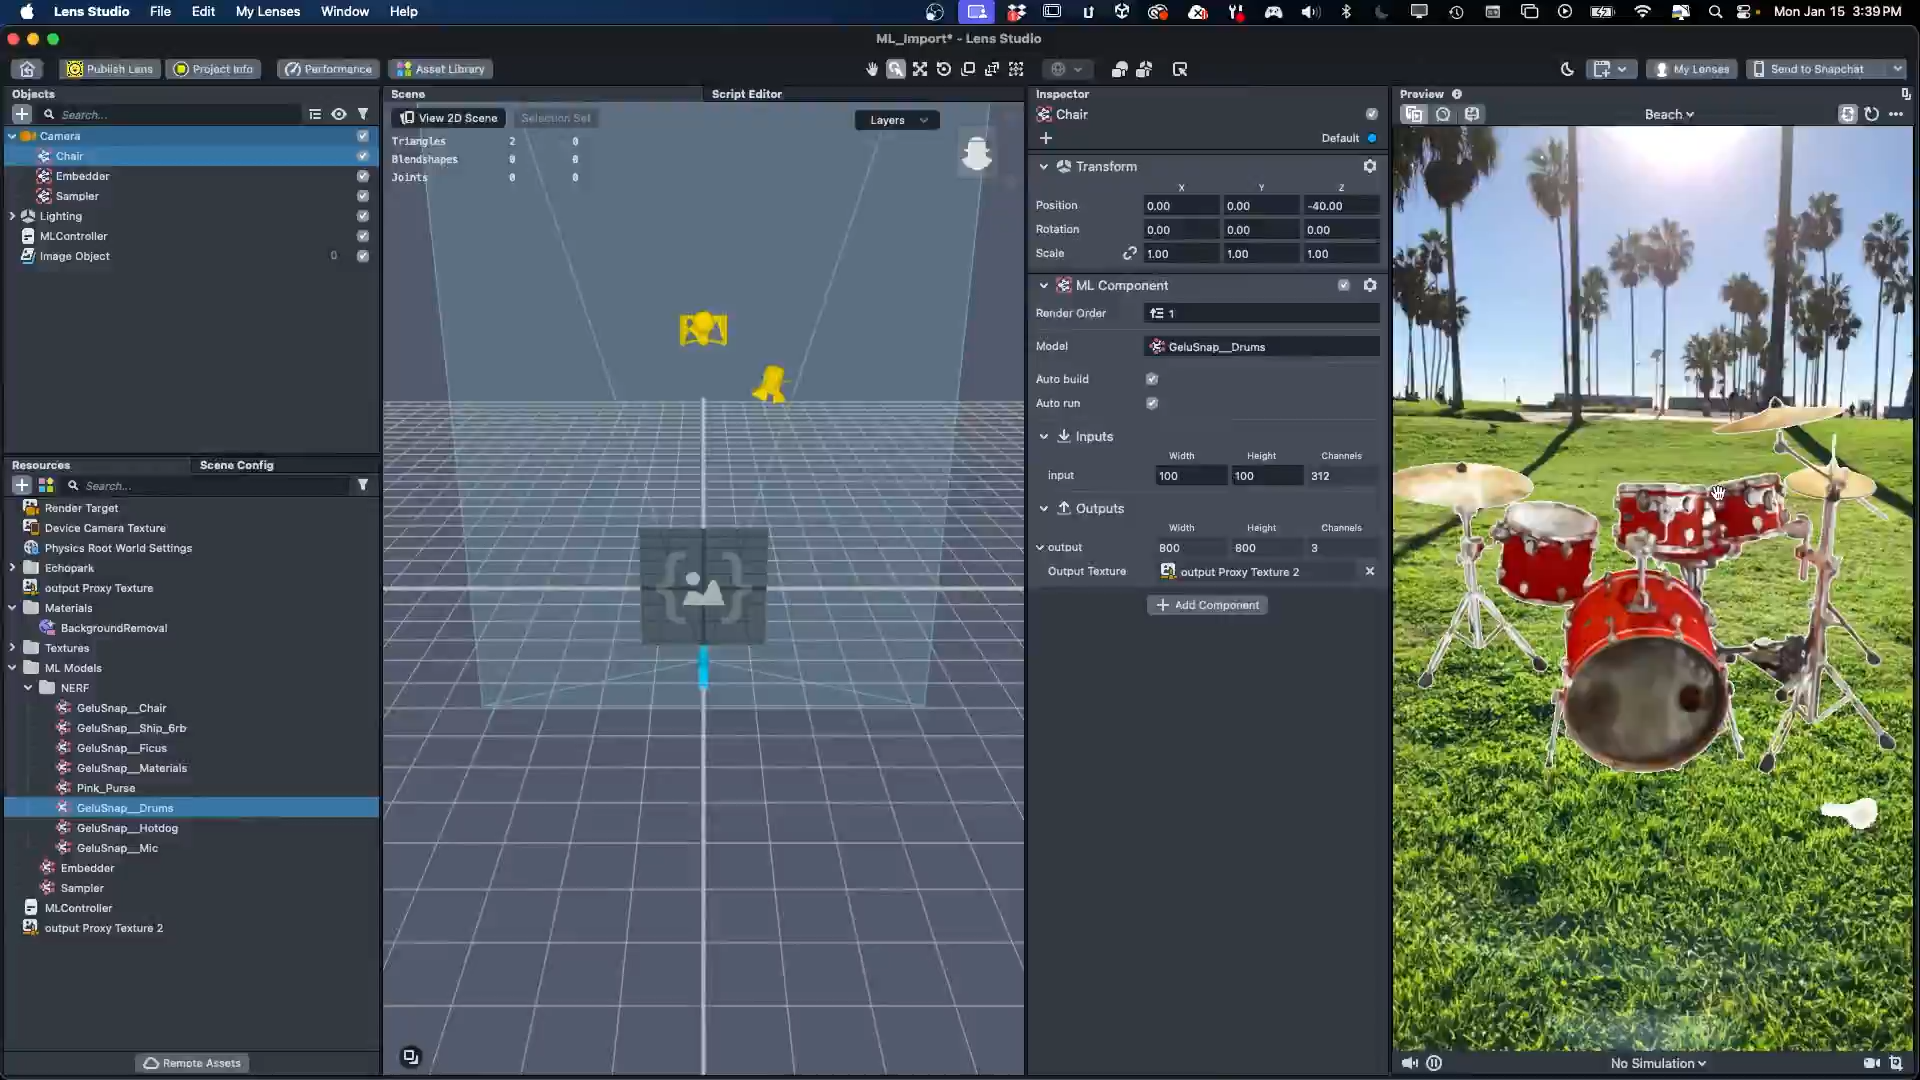 Lens Studio File Edit My Lenses Window Help
Mon Jan 15 3:39 PM
ML_Import* - Lens Studio
Publish Lens Project Info Performance Asset Library
My Lenses Send to Snapchat
Objects
Search...
Camera
Chair
Embedder
Sampler
Lighting
MLController
Image Object 0
Resources Scene Config
Search...
Render Target
Device Camera Texture
Physics Root World Settings
Echopark
output Proxy Texture
Materials
BackgroundRemoval
Textures
ML Models
NERF
GeluSnap__Chair
GeluSnap__Ship_6rb
GeluSnap__Ficus
GeluSnap__Materials
Pink_Purse
GeluSnap__Drums
GeluSnap__Hotdog
GeluSnap__Mic
Embedder
Sampler
MLController
output Proxy Texture 2
Remote Assets
Scene Script Editor
View 2D Scene Selection Set Layers
Triangles 2 0
Blendshapes 0 0
Joints 0 0
Inspector
Chair
Default
Transform
X Y Z
Position 0.00 0.00 -40.00
Rotation 0.00 0.00 0.00
Scale 1.00 1.00 1.00
ML Component
Render Order 1
Model GeluSnap__Drums
Auto build
Auto run
Inputs
Width Height Channels
input 100 100 312
Outputs
Width Height Channels
output 800 800 3
Output Texture output Proxy Texture 2
Add Component
Preview
Beach
No Simulation